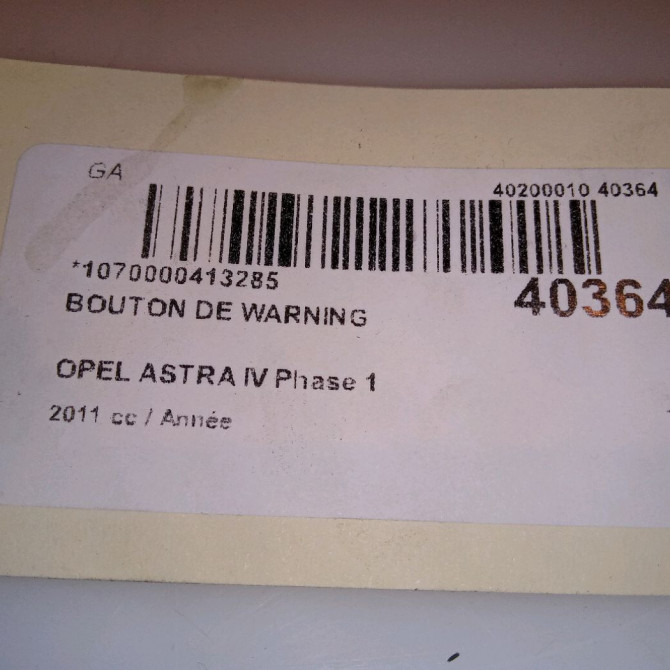 GA
40200010 40364
*1070000413285
40364
BOUTON DE WARNING
OPEL ASTRA IV Phase 1
2011 cc / Année